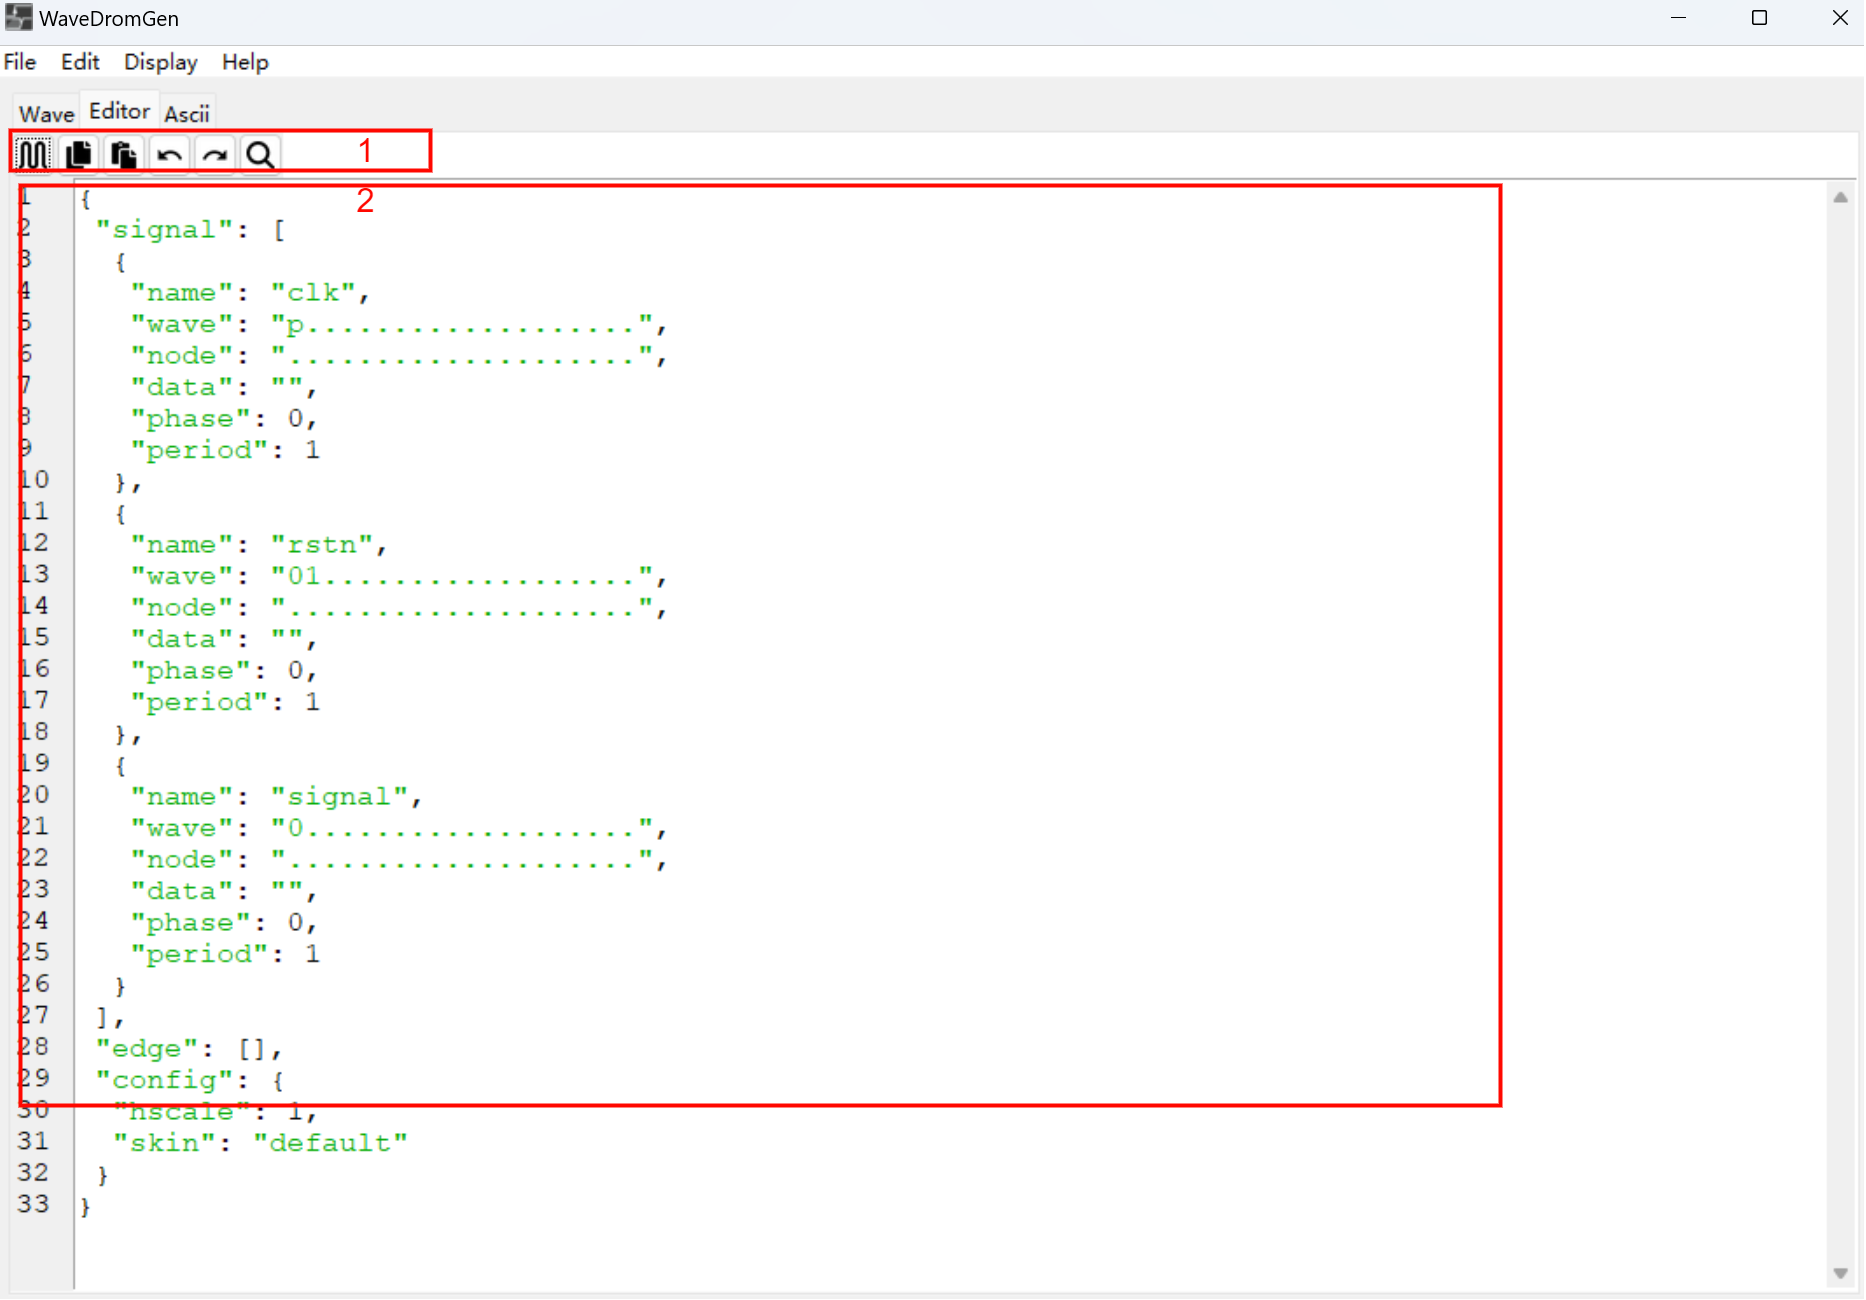 WaveDromGen
File Edit Display Help
Wave Editor Ascii
1
2
1 {
2 "signal": [
3 {
4 "name": "clk",
5 "wave": "p...................",
6 "node": "....................",
7 "data": "",
8 "phase": 0,
9 "period": 1
10 },
11 {
12 "name": "rstn",
13 "wave": "01..................",
14 "node": "....................",
15 "data": "",
16 "phase": 0,
17 "period": 1
18 },
19 {
20 "name": "signal",
21 "wave": "0...................",
22 "node": "....................",
23 "data": "",
24 "phase": 0,
25 "period": 1
26 }
27 ],
28 "edge": [],
29 "config": {
30 "hscale": 1,
31 "skin": "default"
32 }
33 }